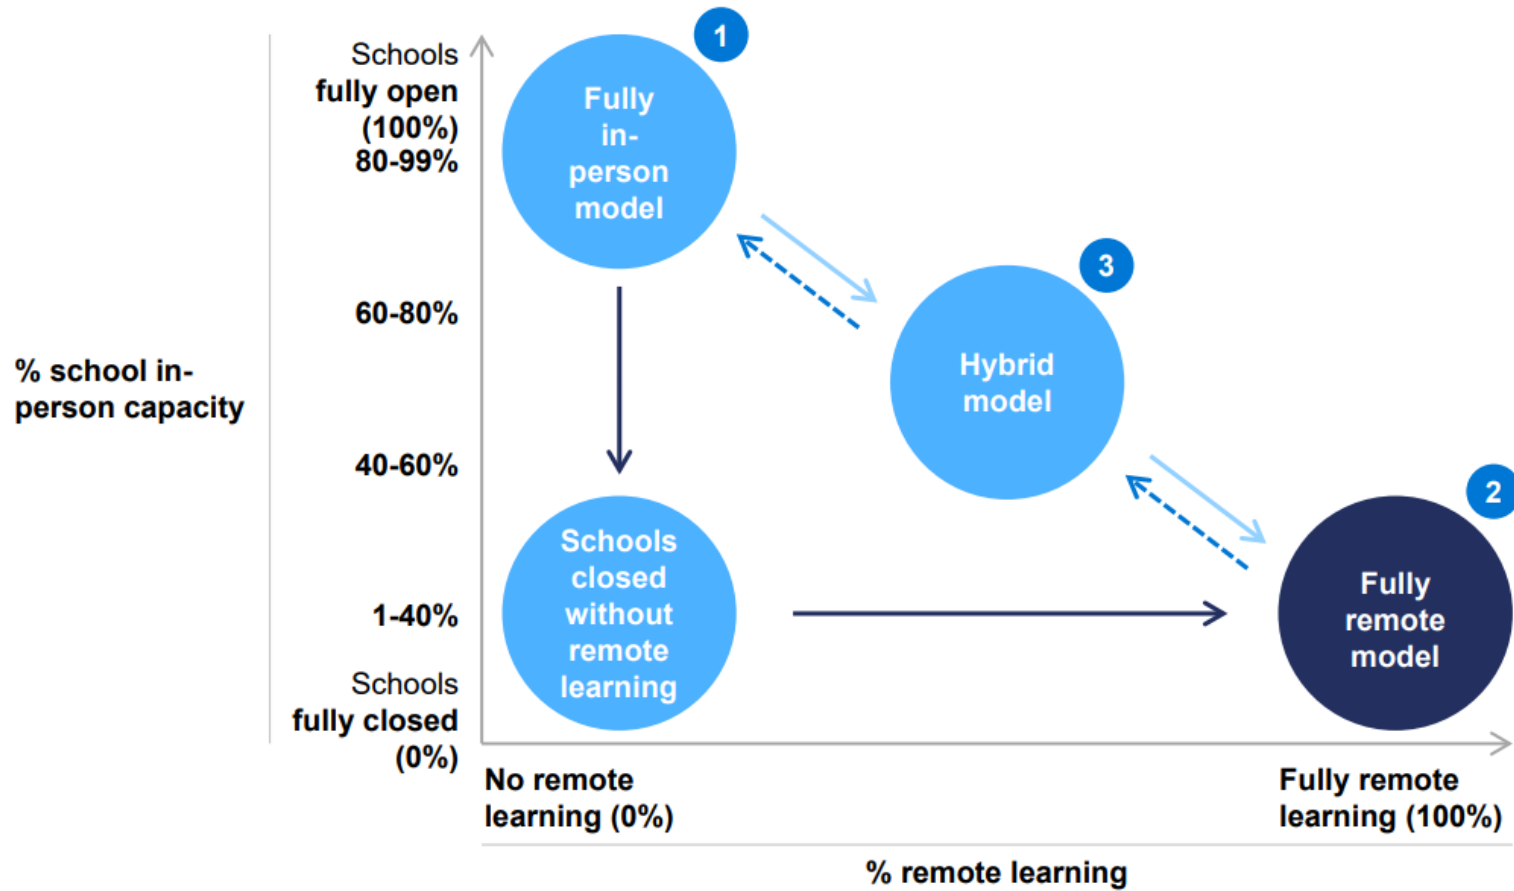 % school in-
person capacity
Schools
fully open
(100%)
80-99%
60-80%
40-60%
1-40%
Schools
fully closed
(0%)
1
Fully
in-
person
model
3
Hybrid
model
2
Schools
closed
without
remote
learning
Fully
remote
model
No remote
learning (0%)
Fully remote
learning (100%)
% remote learning